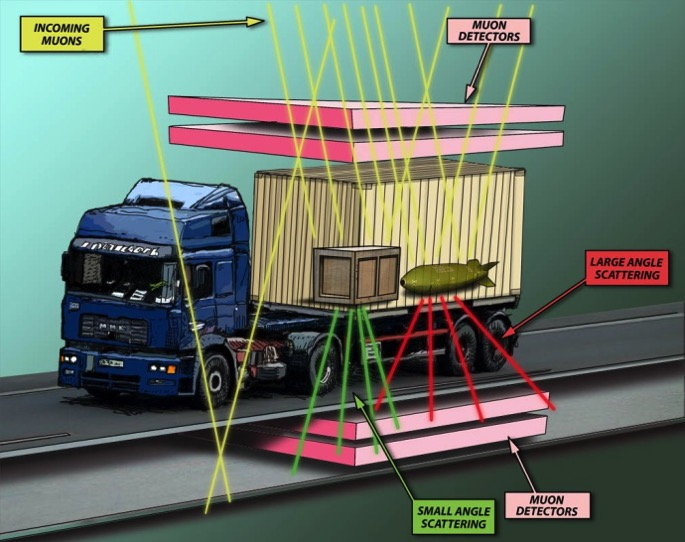 INCOMING
MUONS
MUON
DETECTORS
LARGE ANGLE
SCATTERING
SMALL ANGLE
SCATTERING
MUON
DETECTORS